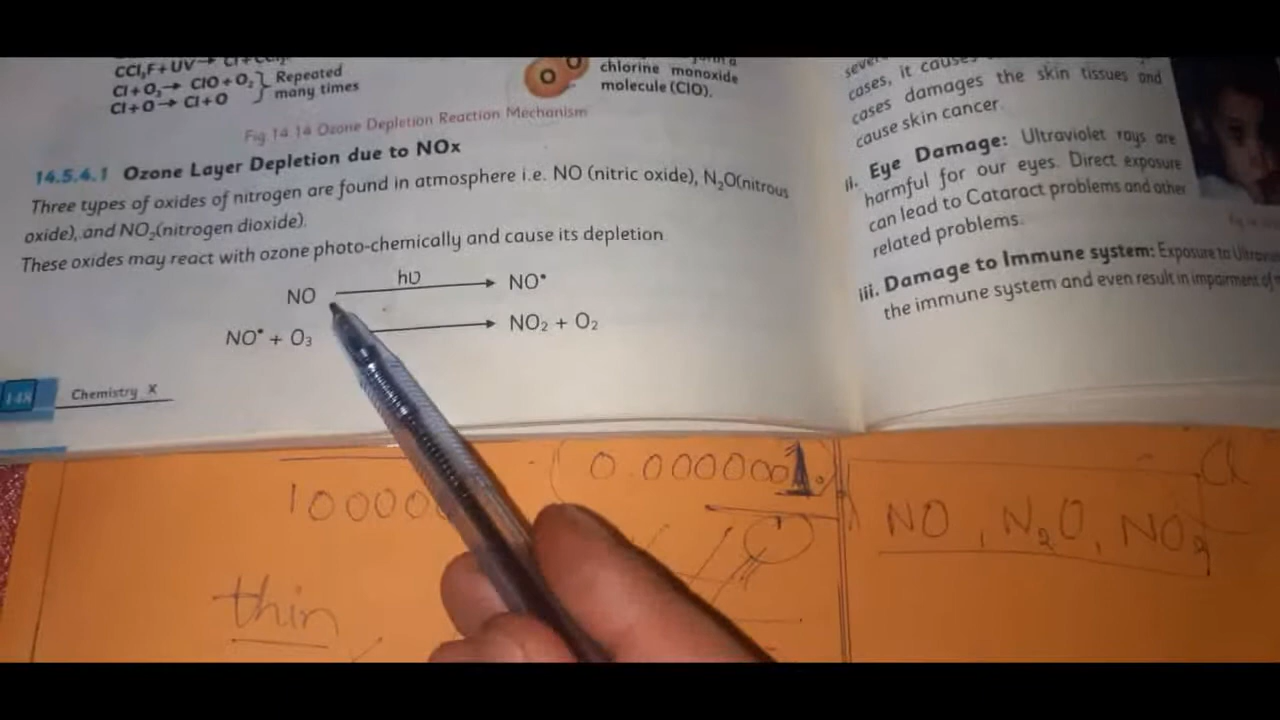 CCl₃F + UV →
Cl + O₃ → ClO + O₂ } Repeated
Cl + O → Cl + O many times
chlorine monoxide
molecule (ClO).
Fig 14.14 Ozone Depletion Reaction Mechanism
14.5.4.1 Ozone Layer Depletion due to NOx
Three types of oxides of nitrogen are found in atmosphere i.e. NO (nitric oxide), N₂O(nitrous
oxide), and NO₂(nitrogen dioxide).
These oxides may react with ozone photo-chemically and cause its depletion
NO hυ → NO•
NO• + O₃ → NO₂ + O₂
148 Chemistry X
cases, it
cases damages the skin tissues and
cause skin cancer.
ii. Eye Damage: Ultraviolet rays are
harmful for our eyes. Direct exposure
can lead to Cataract problems and other
related problems.
iii. Damage to Immune system: Exposure to
the immune system and even result in impairment of
0.0000001
10000
thin
NO, N₂O, NO₂
Cl